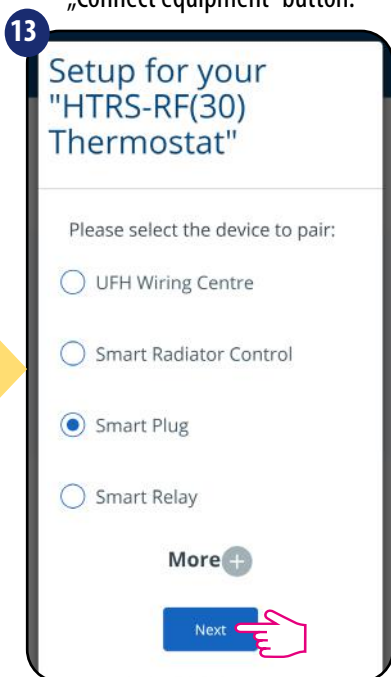 „Connect equipment" button.
13
Setup for your
"HTRS-RF(30)
Thermostat"
Please select the device to pair:
UFH Wiring Centre
Smart Radiator Control
Smart Plug
Smart Relay
More +
Next